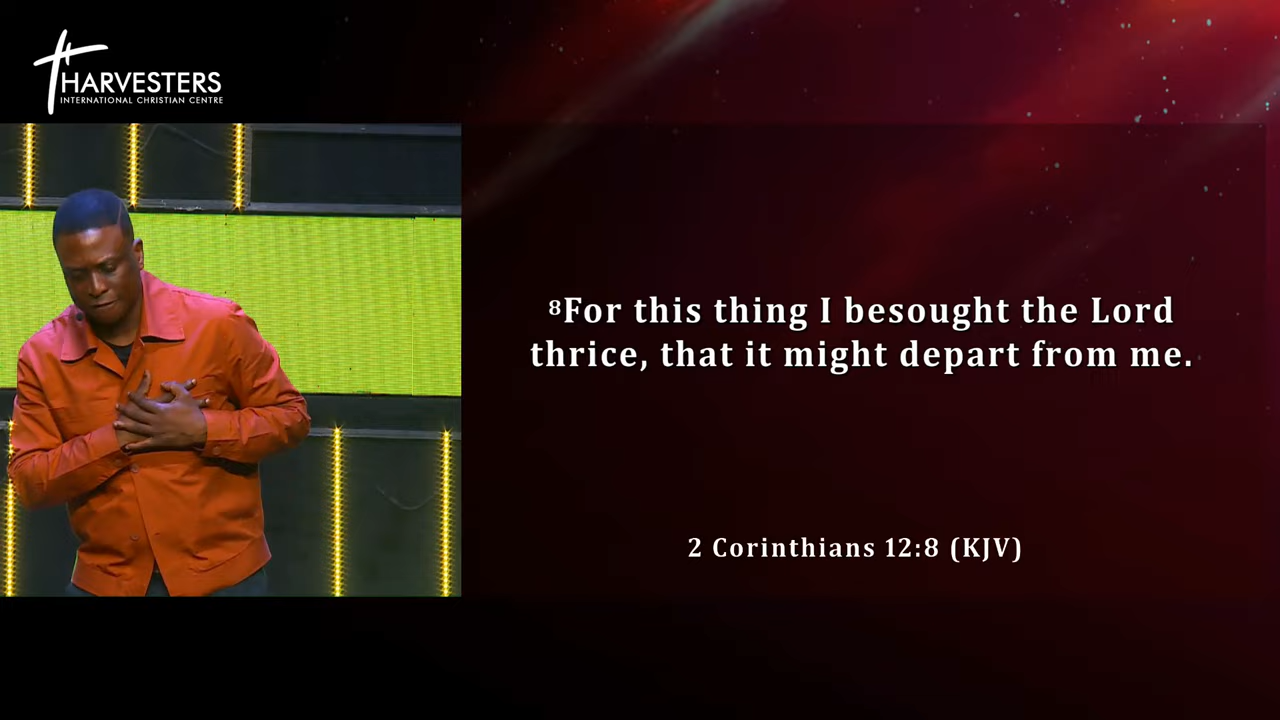 HARVESTERS
INTERNATIONAL CHRISTIAN CENTRE
⁸For this thing I besought the Lord
thrice, that it might depart from me.
2 Corinthians 12:8 (KJV)